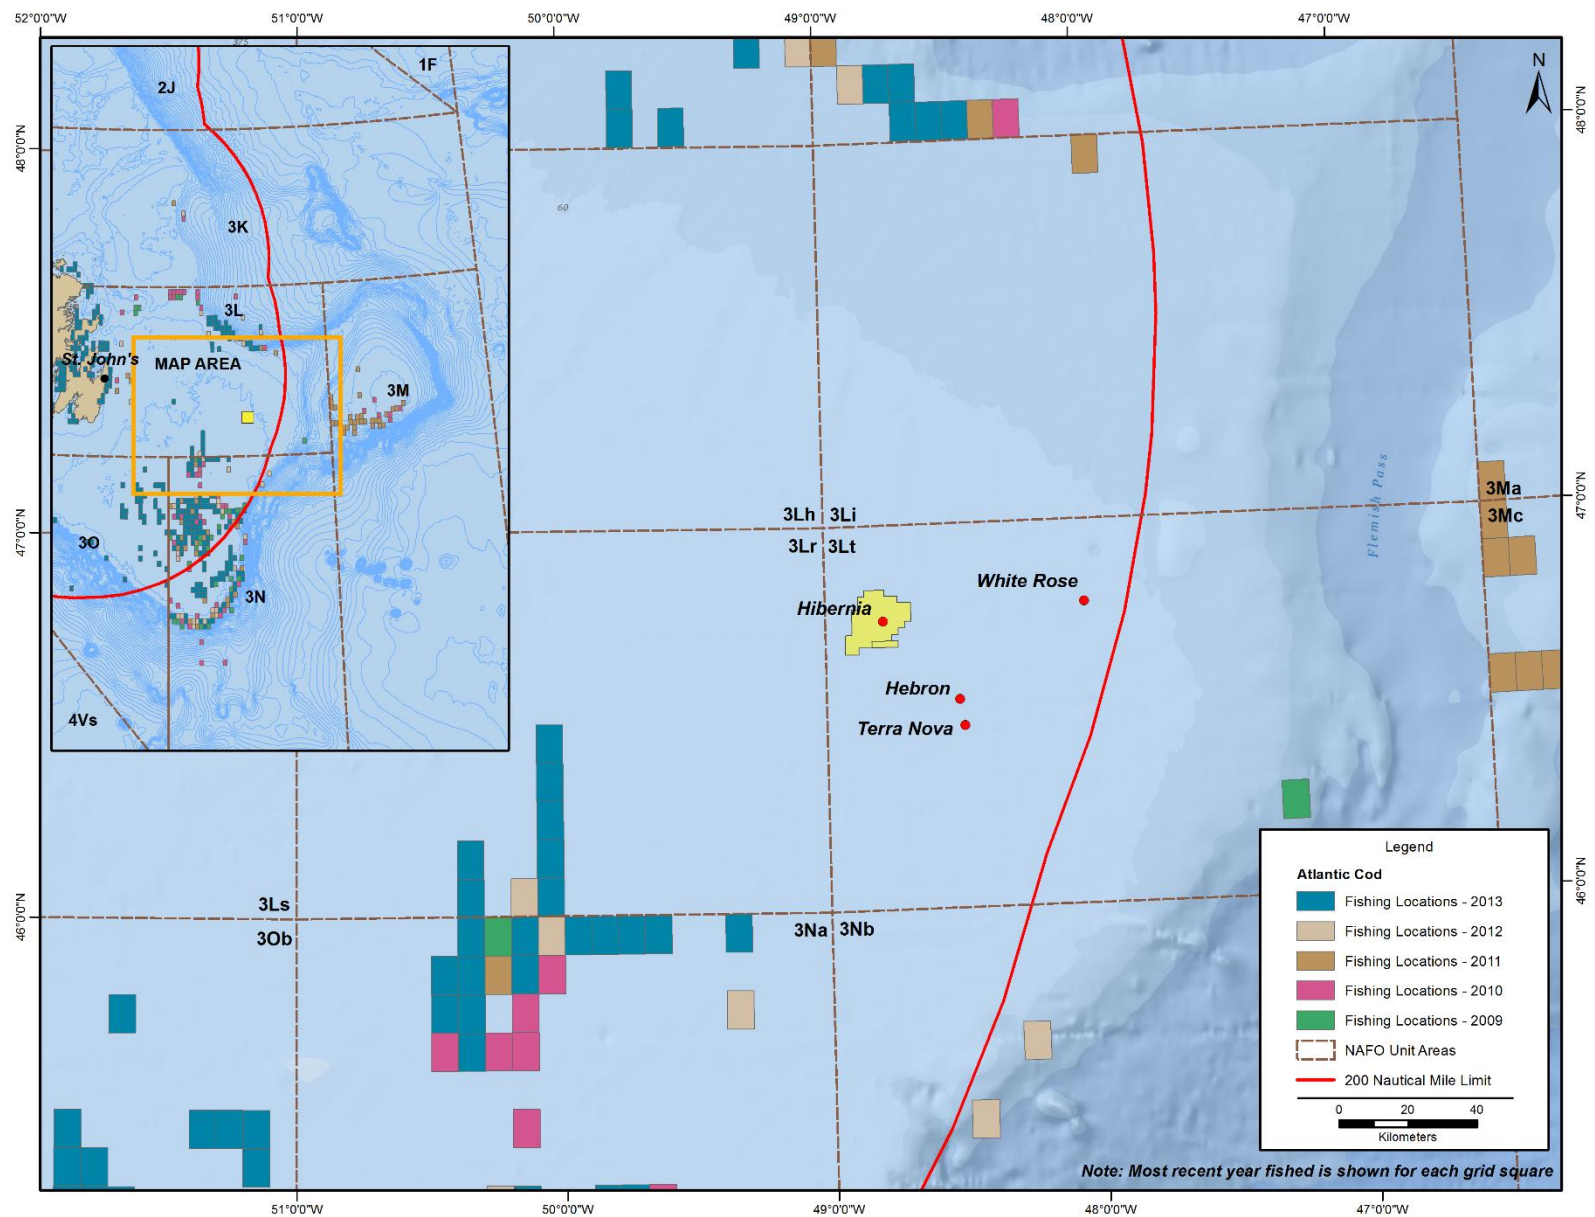 52°0'0"W
51°0'0"W
50°0'0"W
49°0'0"W
48°0'0"W
47°0'0"W
N
48°0'0"N
47°0'0"N
46°0'0"N
48°0'0"N
47°0'0"N
46°0'0"N
375
2J
1F
3K
3L
St. John's
MAP AREA
3M
3O
3N
4Vs
60
Flemish Pass
3Lh 3Li
3Lr 3Lt
3Ma
3Mc
White Rose
Hibernia
Hebron
Terra Nova
3Ls
3Ob
3Na 3Nb
Legend
Atlantic Cod
Fishing Locations - 2013
Fishing Locations - 2012
Fishing Locations - 2011
Fishing Locations - 2010
Fishing Locations - 2009
NAFO Unit Areas
200 Nautical Mile Limit
0 20 40
Kilometers
Note: Most recent year fished is shown for each grid square
51°0'0"W
50°0'0"W
49°0'0"W
48°0'0"W
47°0'0"W